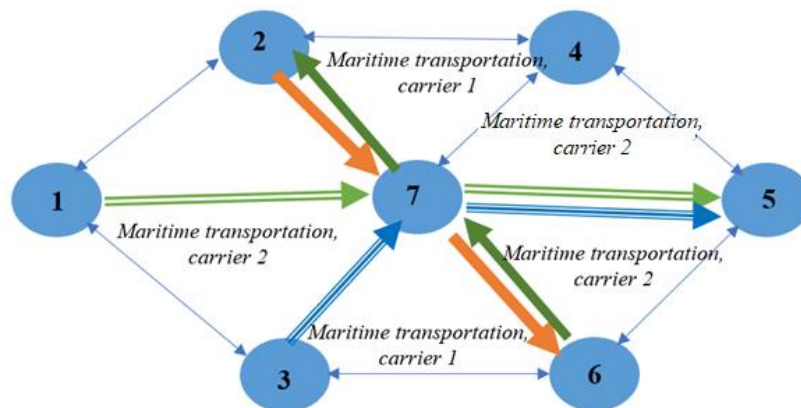 2
4
Maritime transportation,
carrier 1
Maritime transportation,
carrier 2
1
7
5
Maritime transportation,
carrier 2
Maritime transportation,
carrier 2
Maritime transportation,
carrier 1
3
6